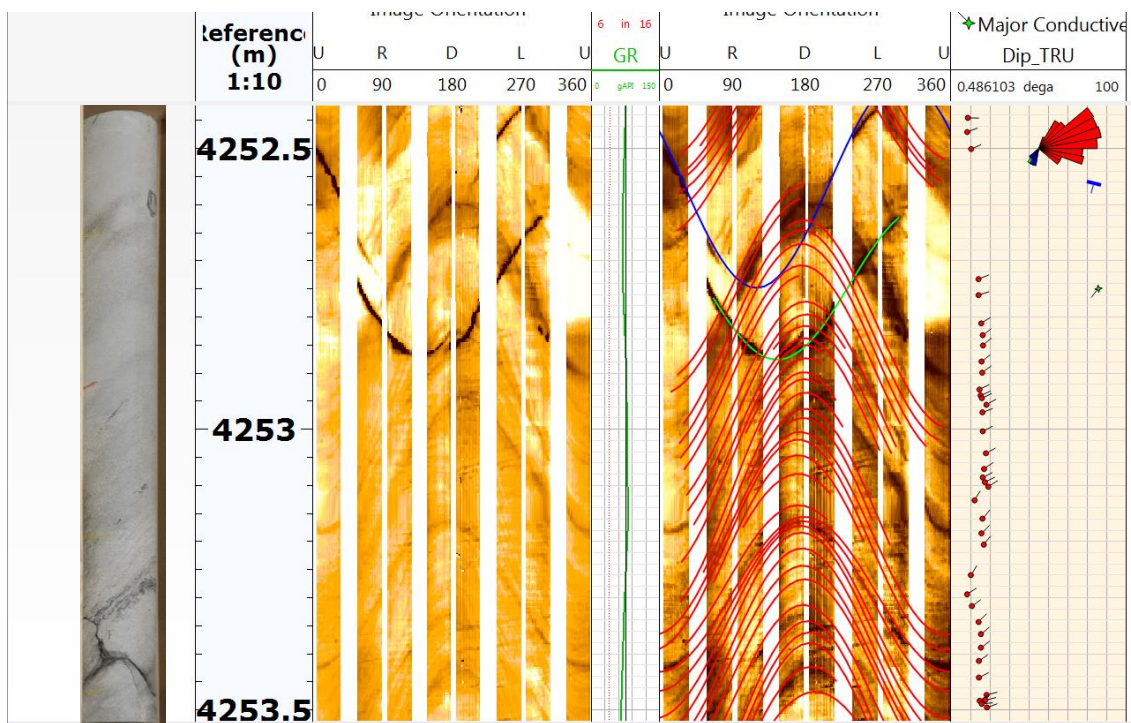 Image Orientation
Image Orientation
Reference
(m)
1:10
U R D L U
0 90 180 270 360
6 in 16
GR
0 gAPI 150
U R D L U
0 90 180 270 360
Major Conductive
Dip_TRU
0.486103 dega 100
4252.5
4253
4253.5